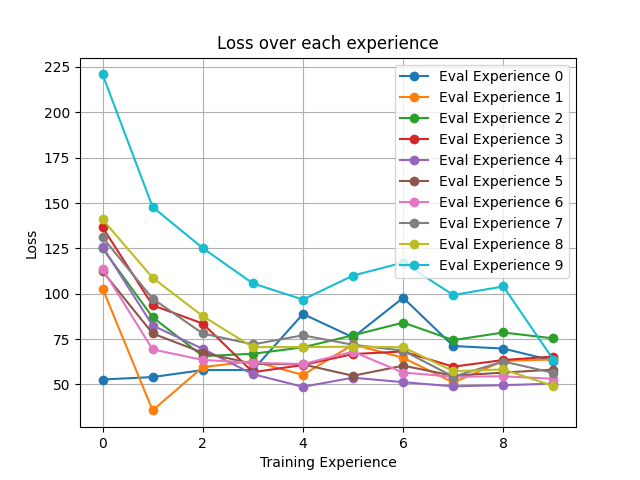 Loss over each experience
225
200
175
150
125
100
75
50
Loss
0
2
4
6
8
Training Experience
Eval Experience 0
Eval Experience 1
Eval Experience 2
Eval Experience 3
Eval Experience 4
Eval Experience 5
Eval Experience 6
Eval Experience 7
Eval Experience 8
Eval Experience 9